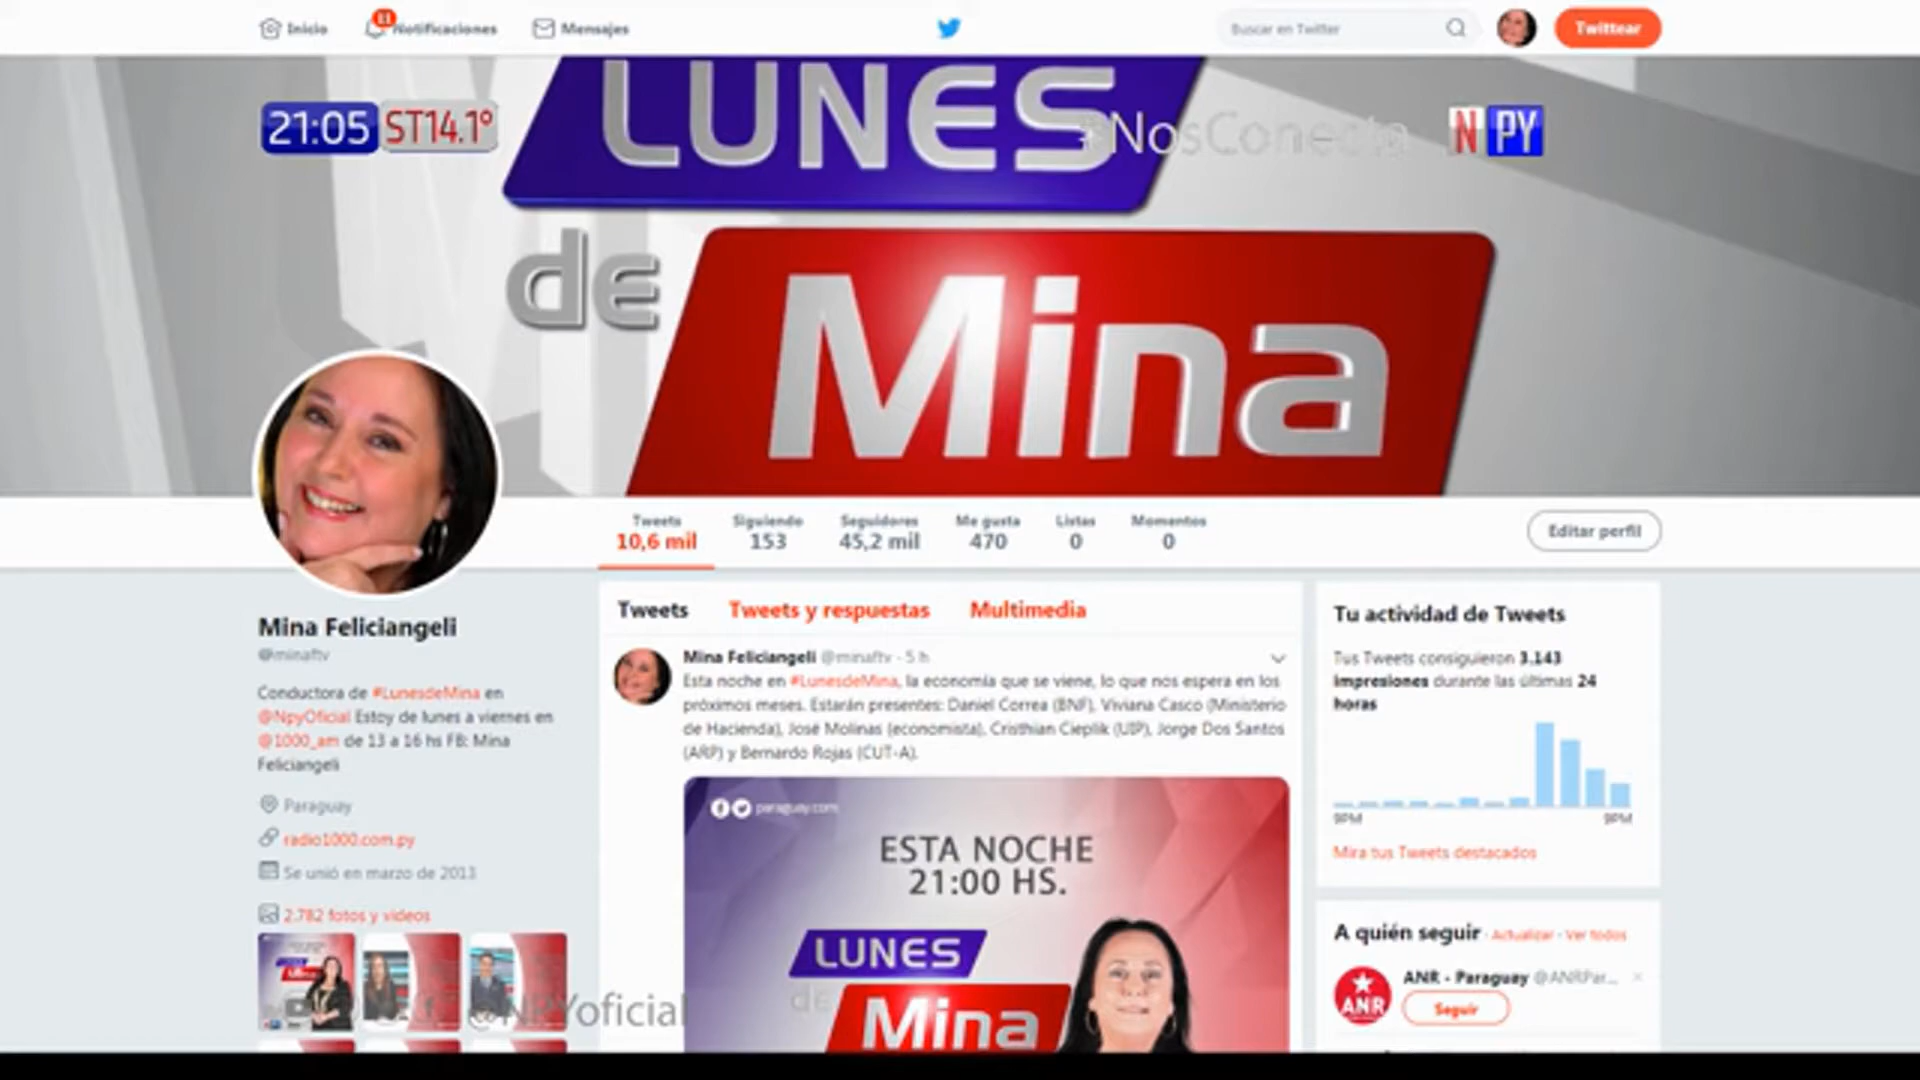 Inicio
11
Notificaciones
Mensajes
Buscar en Twitter
Twittear
LUNES
de
Mina
21:05 ST14.1º
#NosConecta
NPY
Tweets
10,6 mil
Siguiendo
153
Seguidores
45,2 mil
Me gusta
470
Listas
0
Momentos
0
Editar perfil
Mina Feliciangeli
@minaftv
Conductora de #LunesdeMina en
@NpyOficial Estoy de lunes a viernes en
@1000_am de 13 a 16 hs FB: Mina
Feliciangeli
Paraguay
radio1000.com.py
Se unió en marzo de 2013
2.782 fotos y videos
@NPYoficial
Tweets
Tweets y respuestas
Multimedia
Mina Feliciangeli @minaftv - 5 h
Esta noche en #LunesdeMina, la economía que se viene, lo que nos espera en los
próximos meses. Estarán presentes: Daniel Correa (BNF), Viviana Casco (Ministerio
de Hacienda), José Molinas (economista), Cristhian Cieplik (UIP), Jorge Dos Santos
(ARP) y Bernardo Rojas (CUT-A).
paraguay.com
ESTA NOCHE
21:00 HS.
LUNES
de
Mina
Tu actividad de Tweets
Tus Tweets consiguieron 3.143
impresiones durante las últimas 24
horas
9PM
9PM
Mira tus Tweets destacados
A quién seguir · Actualizar · Ver todos
ANR - Paraguay @ANRPar...
ANR
Seguir